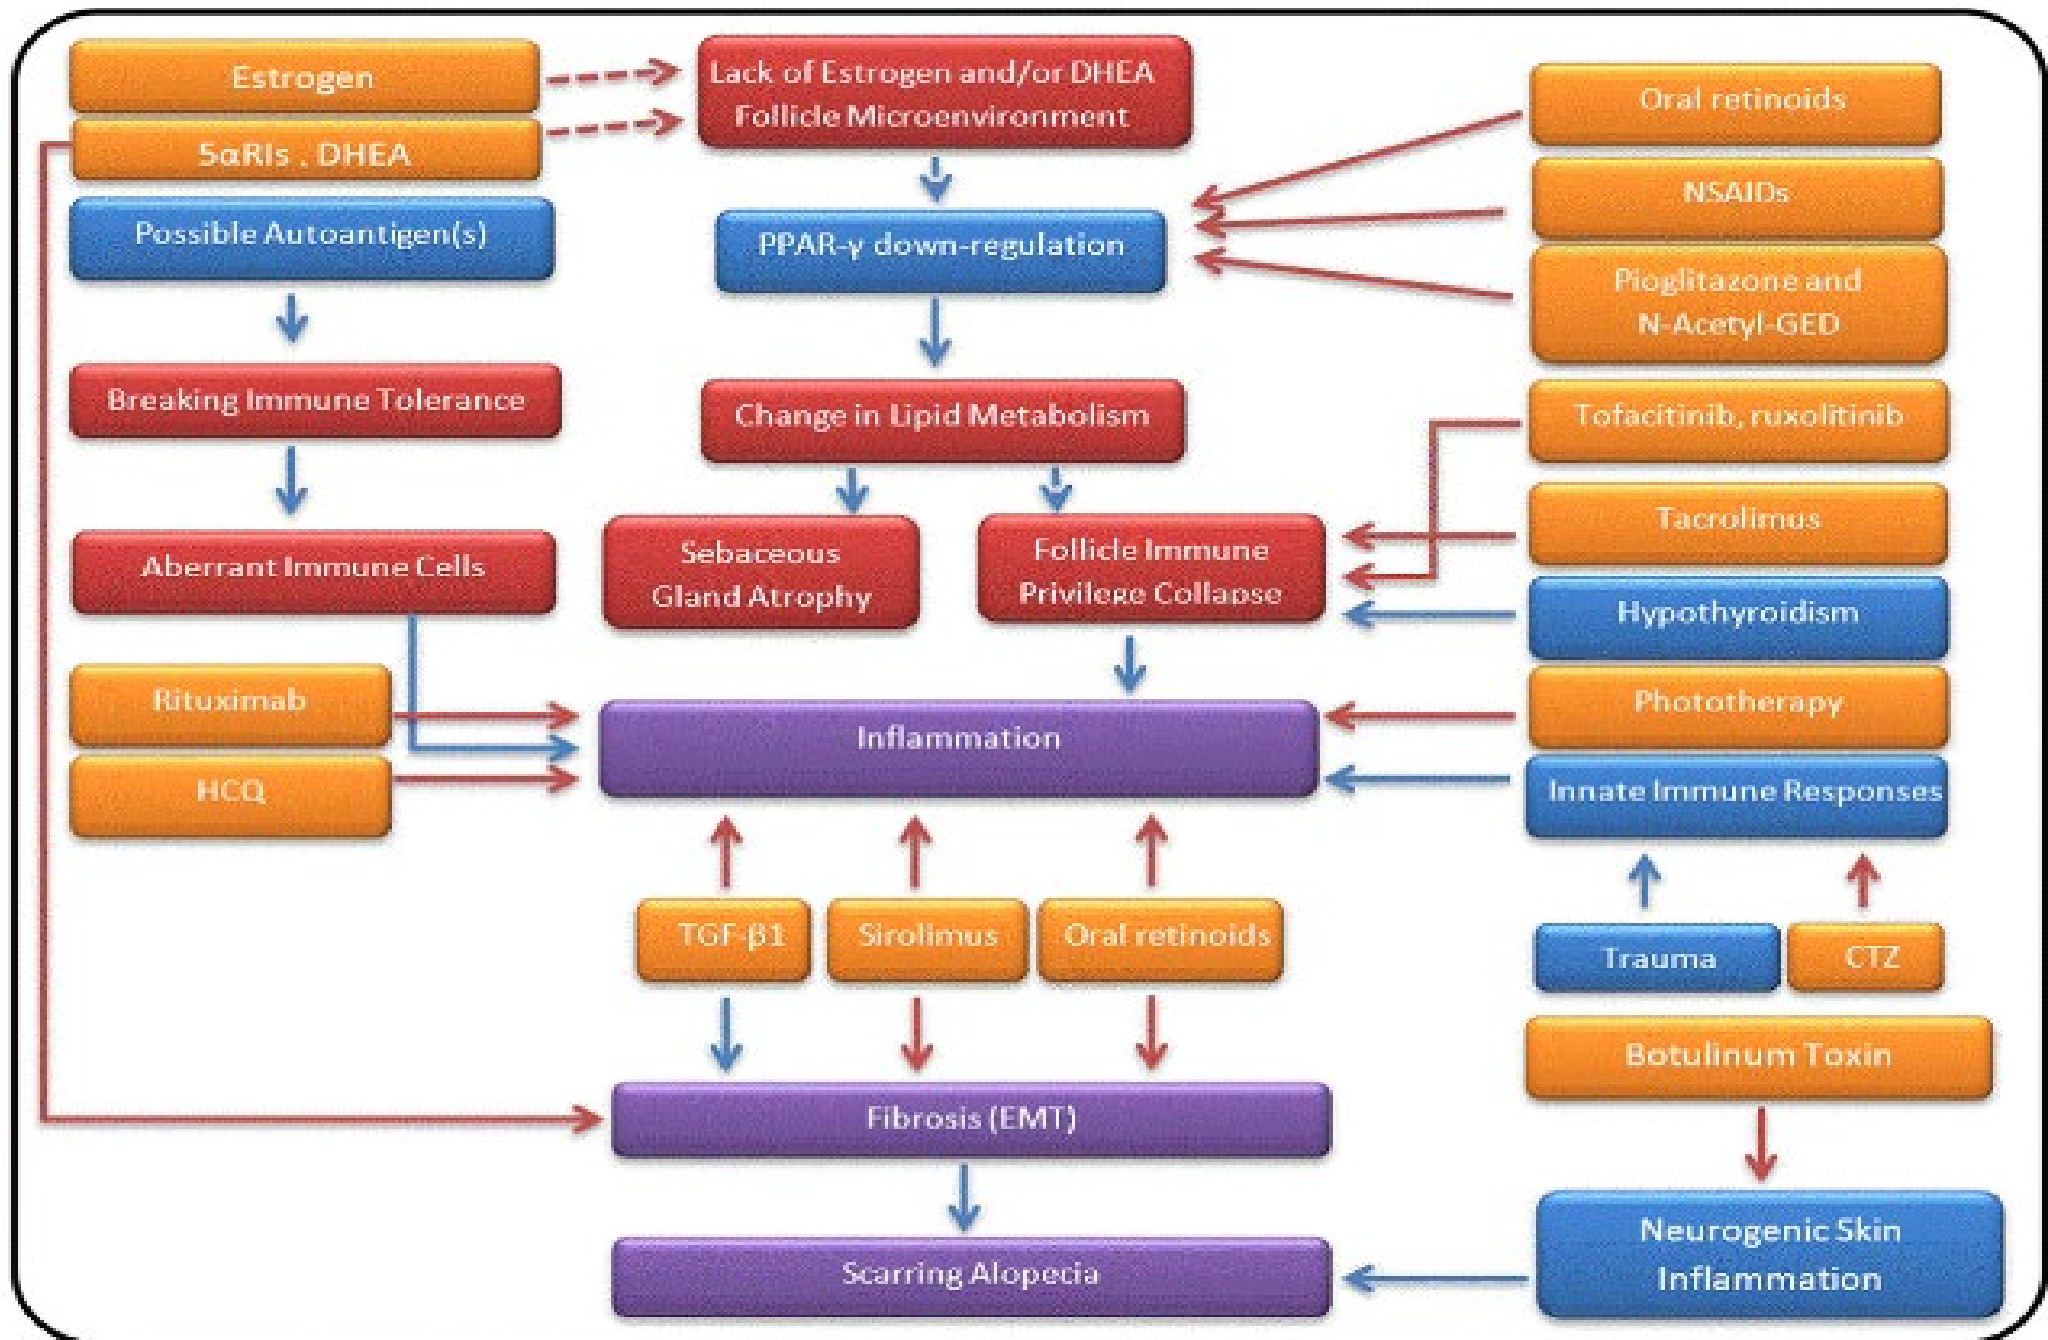 Estrogen
5αRIs . DHEA
Possible Autoantigen(s)
Breaking Immune Tolerance
Aberrant Immune Cells
Rituximab
HCQ
Lack of Estrogen and/or DHEA
Follicle Microenvironment
PPAR-γ down-regulation
Change in Lipid Metabolism
Sebaceous
Gland Atrophy
Follicle Immune
Privilege Collapse
Inflammation
TGF-β1
Sirolimus
Oral retinoids
Fibrosis (EMT)
Scarring Alopecia
Oral retinoids
NSAIDs
Pioglitazone and
N-Acetyl-GED
Tofacitinib, ruxolitinib
Tacrolimus
Hypothyroidism
Phototherapy
Innate Immune Responses
Trauma
CTZ
Botulinum Toxin
Neurogenic Skin
Inflammation